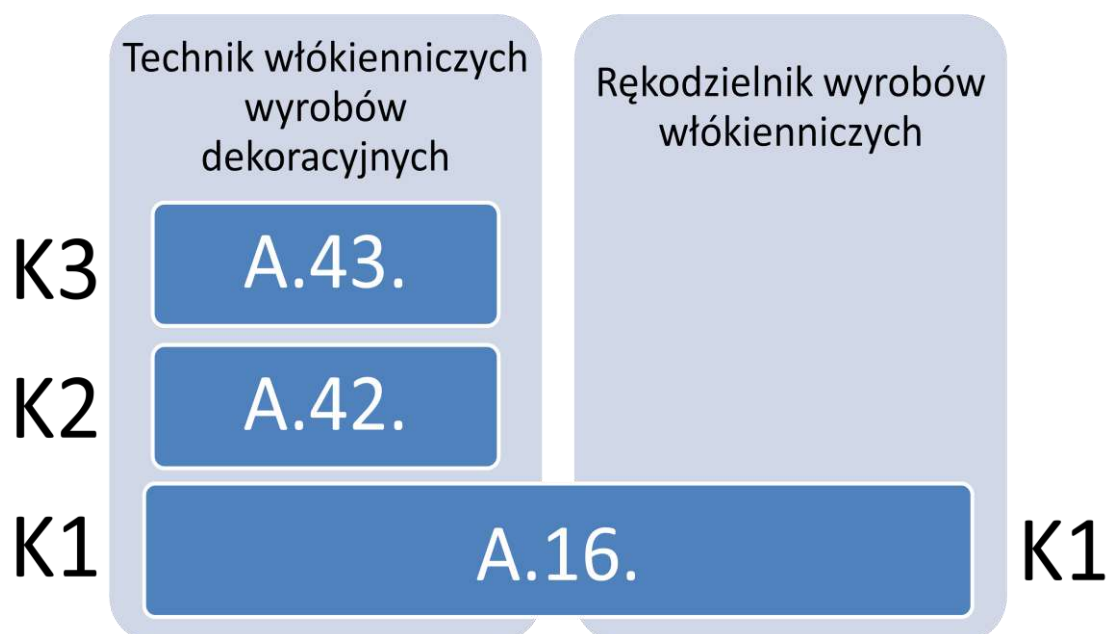 Technik włókienniczych
wyrobów
dekoracyjnych
Rękodzielnik wyrobów
włókienniczych
K3
A.43.
K2
A.42.
K1
A.16.
K1